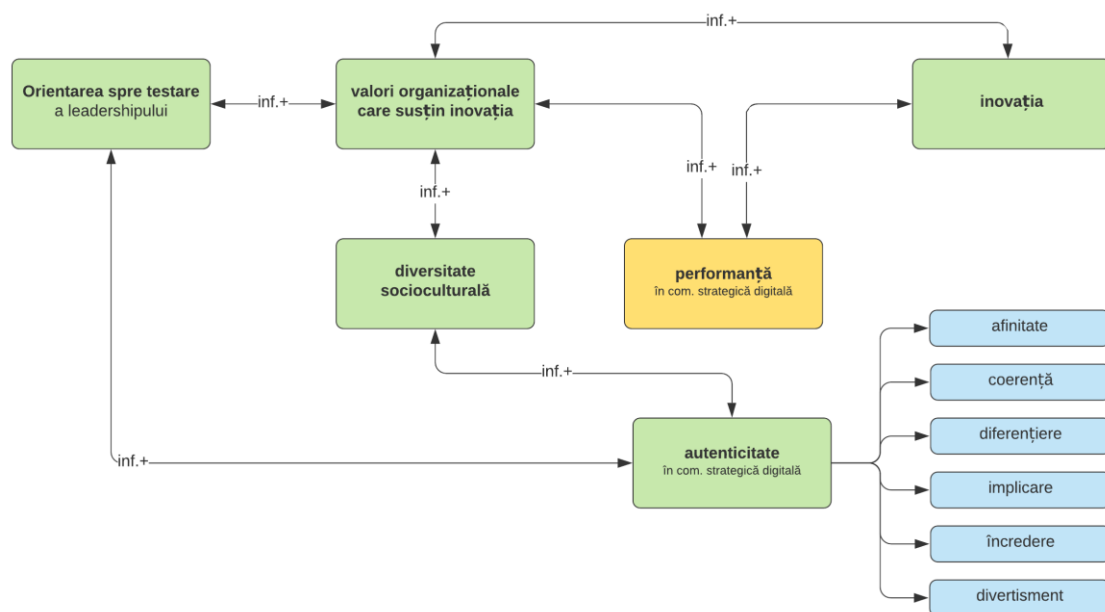 inf.+
Orientarea spre testare
a leadershipului
inf.+
valori organizaționale
care susțin inovația
inovația
inf.+
inf.+
inf.+
diversitate
socioculturală
performanță
în com. strategică digitală
afinitate
inf.+
coerență
diferențiere
autenticitate
în com. strategică digitală
inf.+
implicare
încredere
divertisment